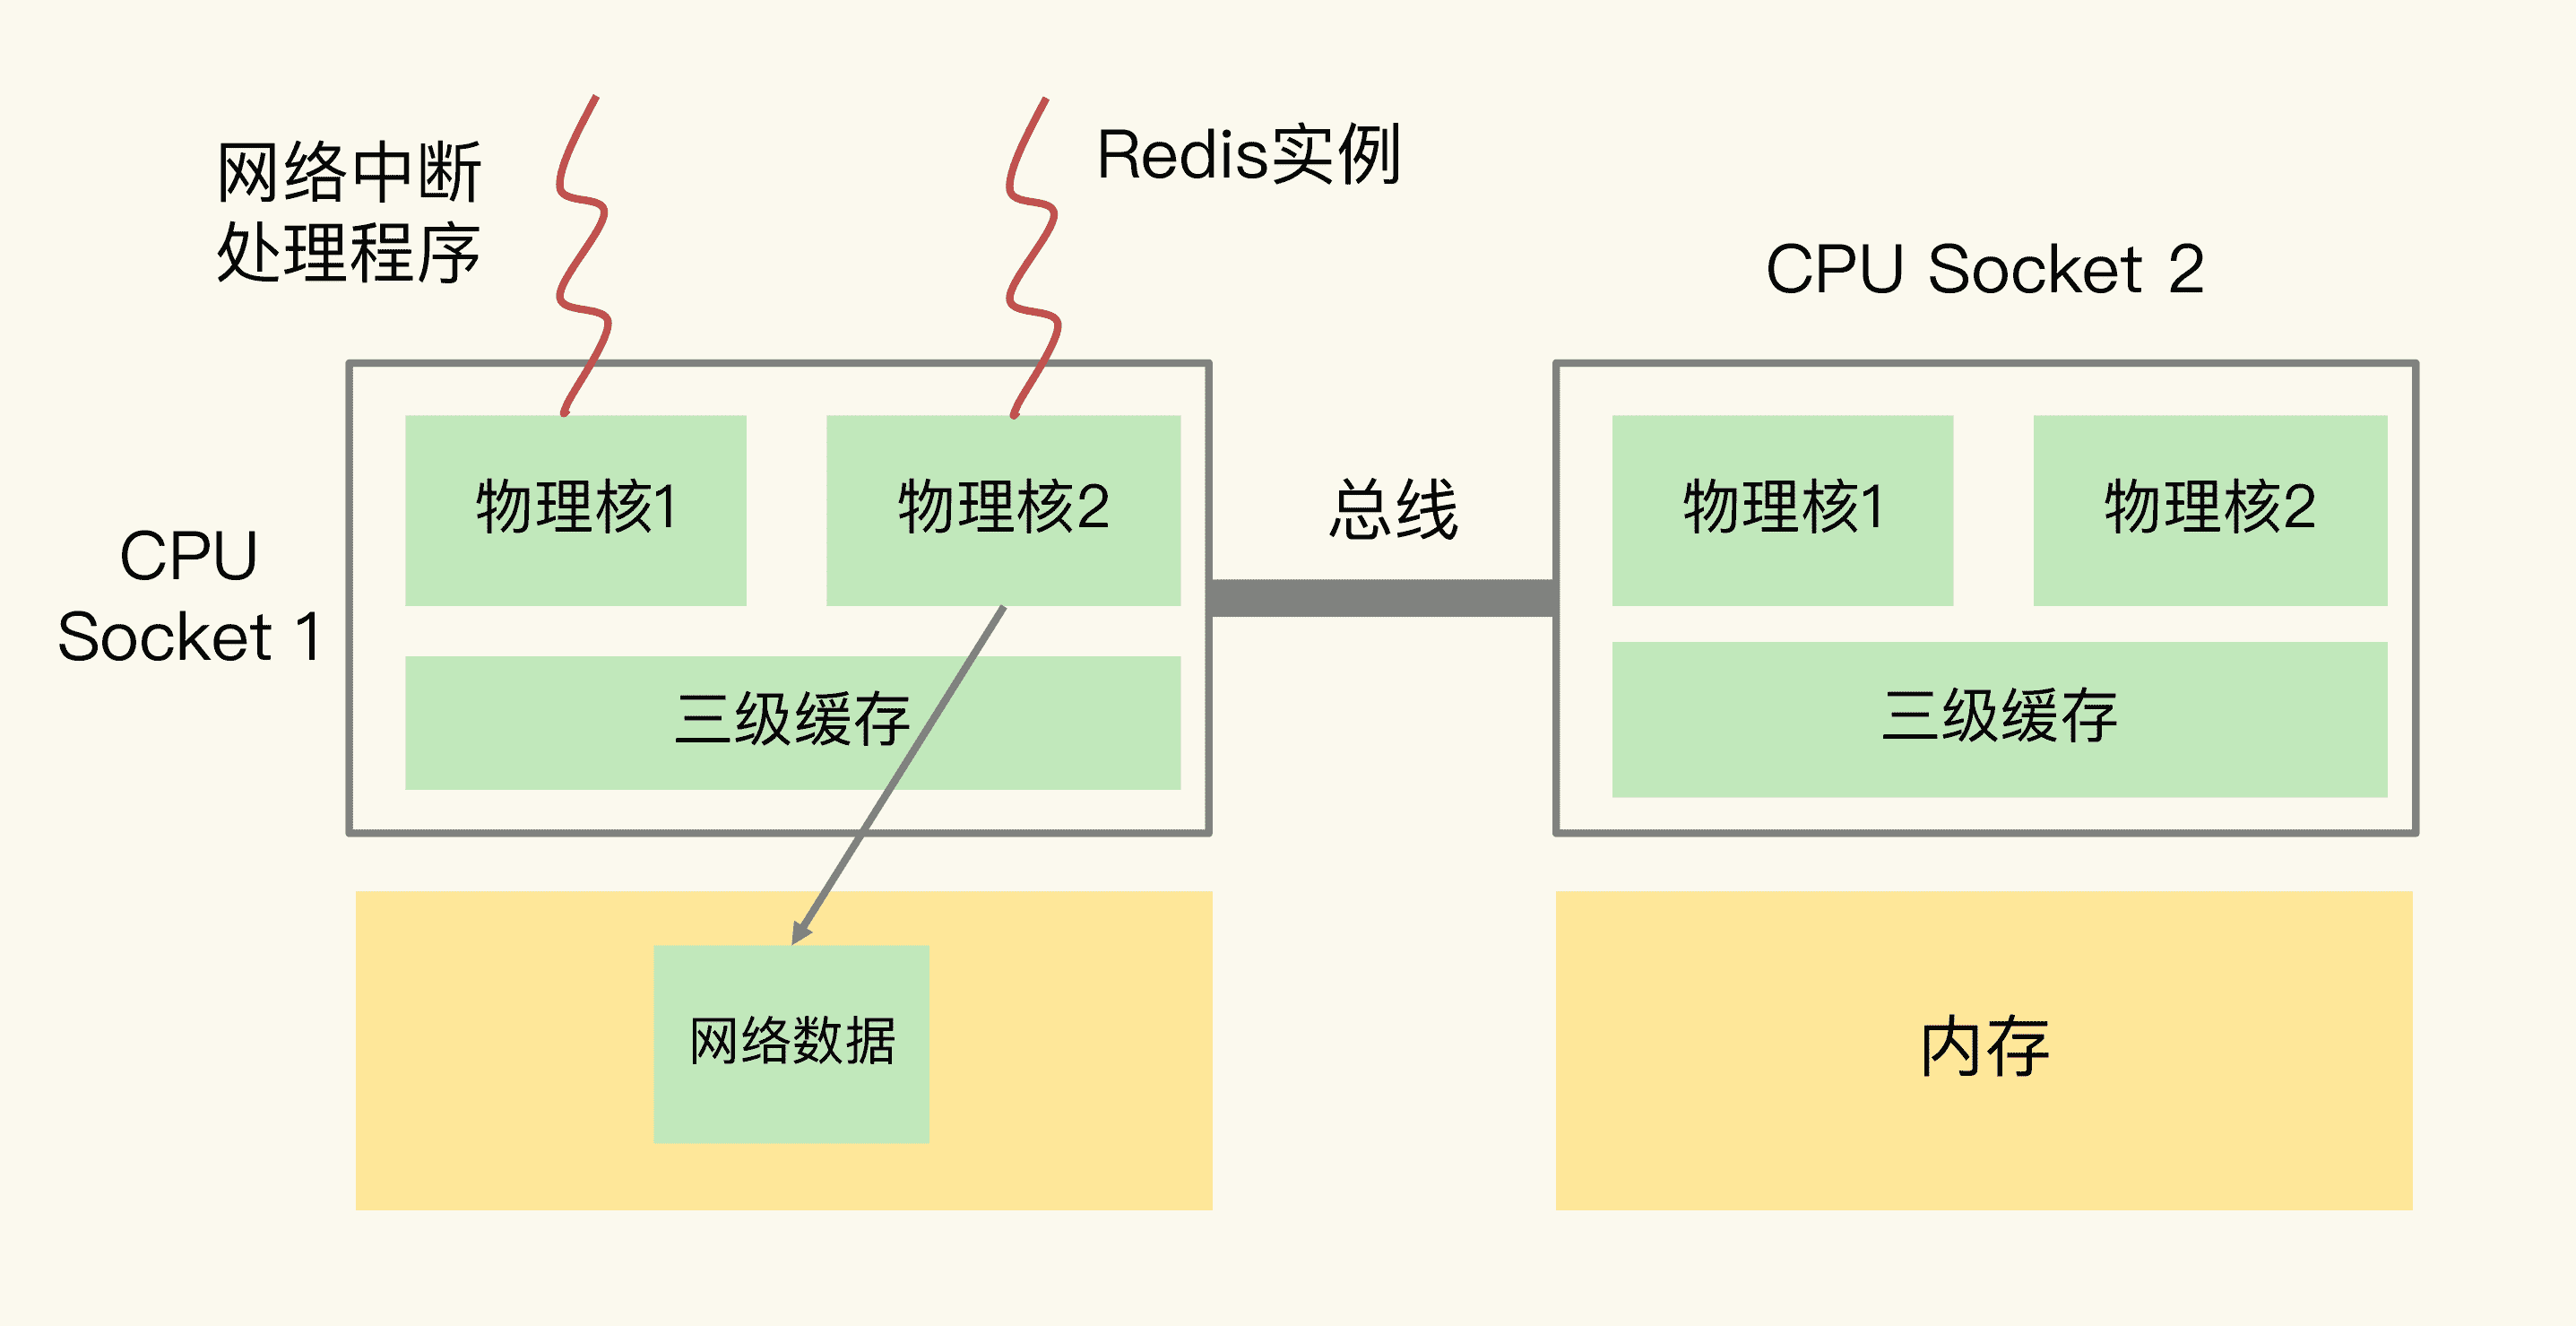 网络中断
处理程序
Redis实例
CPU Socket 2
CPU
Socket 1
物理核1
物理核2
总线
物理核1
物理核2
三级缓存
三级缓存
网络数据
内存